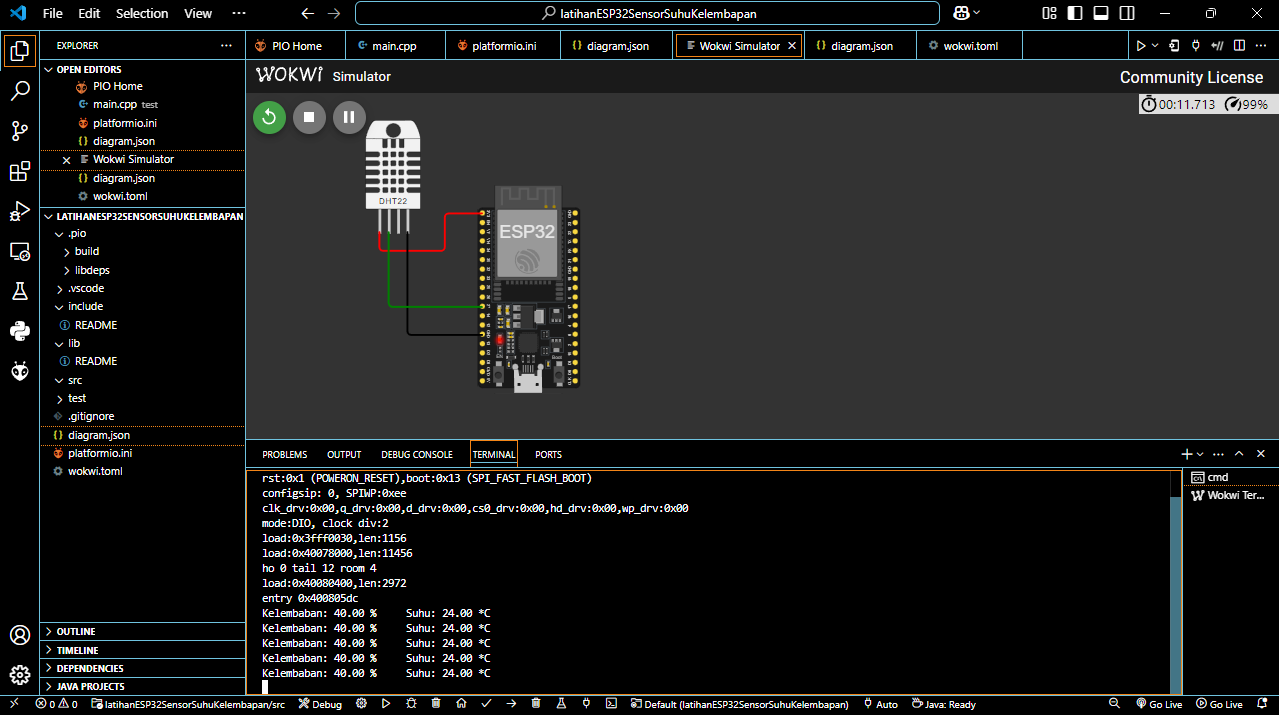 File Edit Selection View ··· latihanESP32SensorSuhuKelembapan
EXPLORER ···
OPEN EDITORS
PIO Home
main.cpp test
platformio.ini
diagram.json
Wokwi Simulator
diagram.json
wokwi.toml
LATIHANESP32SENSORSUHUKELEMBAPAN
.pio
build
libdeps
.vscode
include
README
lib
README
src
test
.gitignore
diagram.json
platformio.ini
wokwi.toml
OUTLINE
TIMELINE
DEPENDENCIES
JAVA PROJECTS
PIO Home main.cpp platformio.ini diagram.json Wokwi Simulator diagram.json wokwi.toml
WOKWI Simulator Community License
00:11.713 99%
DHT22
ESP32
PROBLEMS OUTPUT DEBUG CONSOLE TERMINAL PORTS
rst:0x1 (POWERON_RESET),boot:0x13 (SPI_FAST_FLASH_BOOT)
configsip: 0, SPIWP:0xee
clk_drv:0x00,q_drv:0x00,d_drv:0x00,cs0_drv:0x00,hd_drv:0x00,wp_drv:0x00
mode:DIO, clock div:2
load:0x3fff0030,len:1156
load:0x40078000,len:11456
ho 0 tail 12 room 4
load:0x40080400,len:2972
entry 0x400805dc
Kelembaban: 40.00 % Suhu: 24.00 *C
Kelembaban: 40.00 % Suhu: 24.00 *C
Kelembaban: 40.00 % Suhu: 24.00 *C
Kelembaban: 40.00 % Suhu: 24.00 *C
Kelembaban: 40.00 % Suhu: 24.00 *C
cmd
Wokwi Ter...
0 0 latihanESP32SensorSuhuKelembapan/src Debug Default (latihanESP32SensorSuhuKelembapan) Auto Java: Ready Go Live Go Live